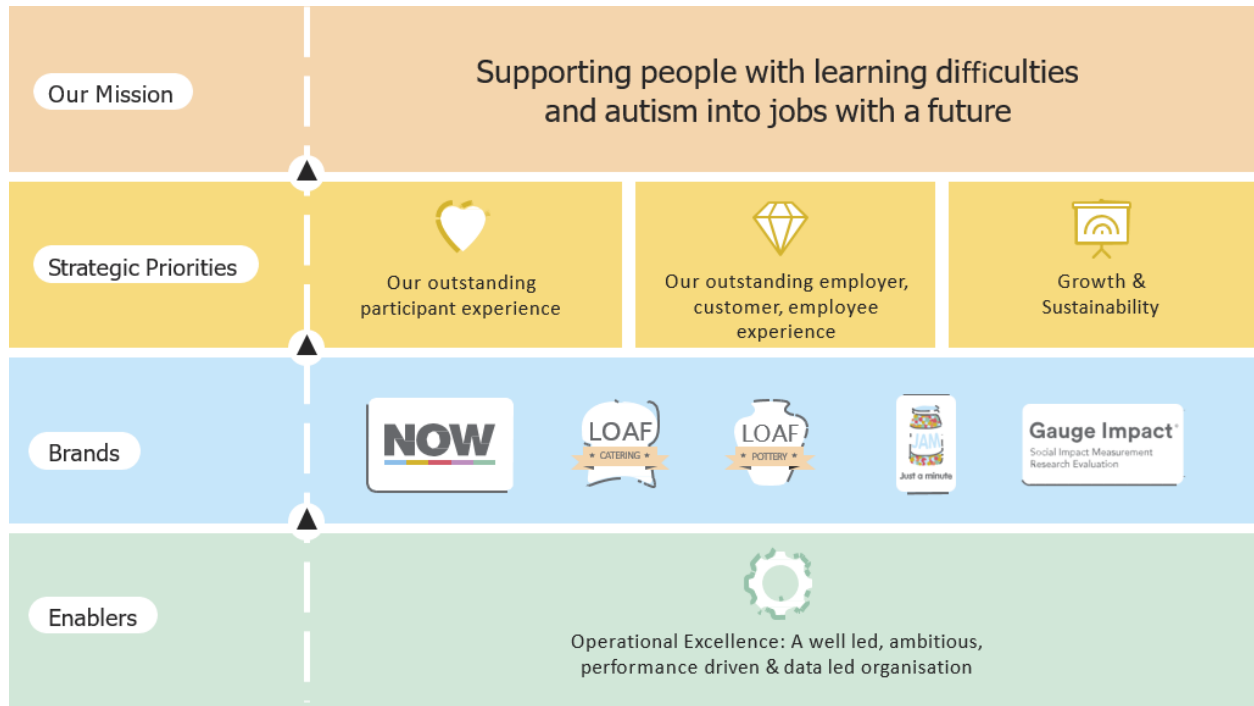 Our Mission
Supporting people with learning difficulties
and autism into jobs with a future
Strategic Priorities
Our outstanding
participant experience
Our outstanding employer,
customer, employee
experience
Growth &
Sustainability
Brands
NOW
LOAF
★ CATERING ★
LOAF
★ POTTERY ★
JAM
Just a minute
Gauge Impact
Social Impact Measurement
Research Evaluation
Enablers
Operational Excellence: A well led, ambitious,
performance driven & data led organisation